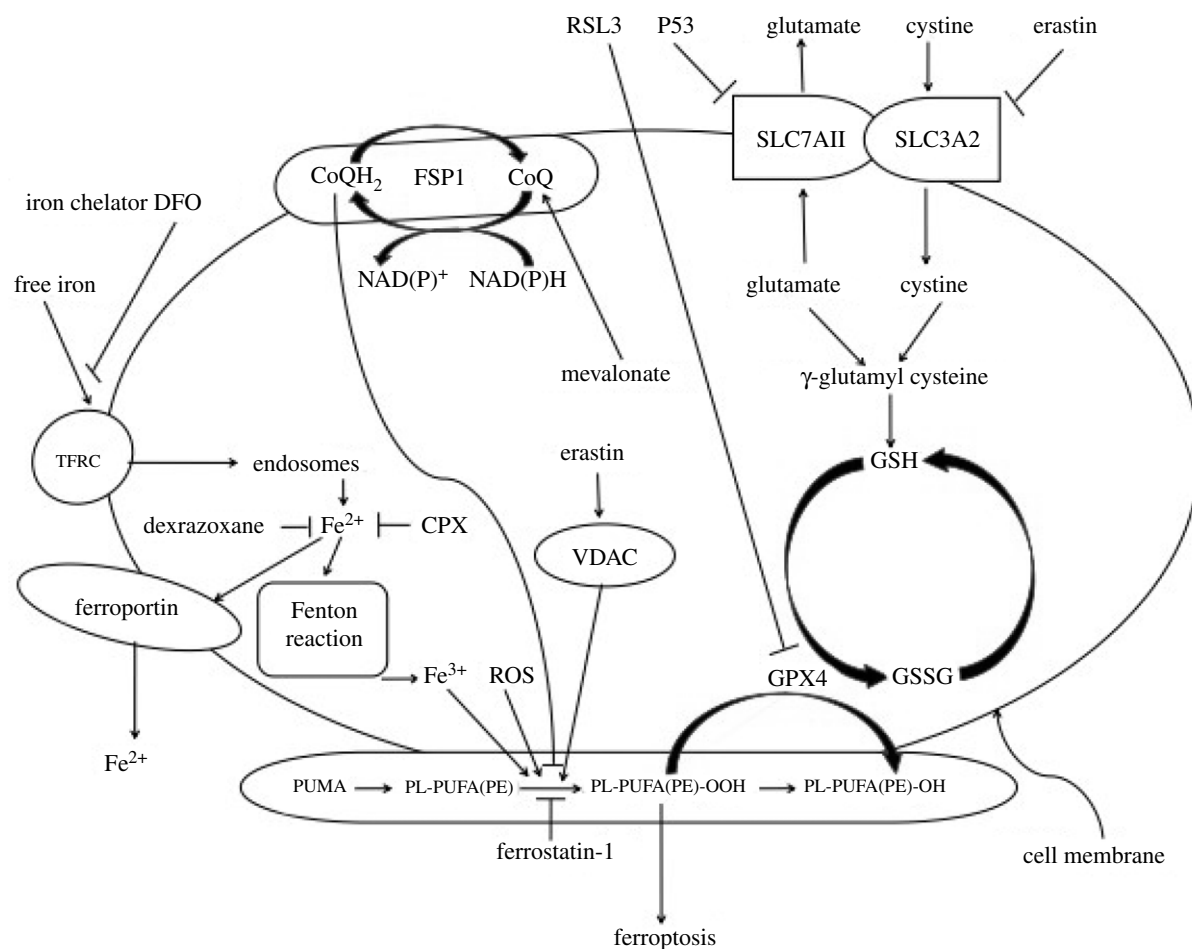 RSL3
P53
glutamate
cystine
erastin
SLC7AII
SLC3A2
CoQH₂
FSP1
CoQ
iron chelator DFO
NAD(P)⁺
NAD(P)H
free iron
glutamate
cystine
mevalonate
γ-glutamyl cysteine
TFRC
endosomes
erastin
GSH
dexrazoxane
Fe²⁺
CPX
VDAC
ferroportin
Fenton
reaction
Fe³⁺
ROS
GPX4
GSSG
Fe²⁺
PUMA
PL-PUFA(PE)
PL-PUFA(PE)-OOH
PL-PUFA(PE)-OH
ferrostatin-1
cell membrane
ferroptosis